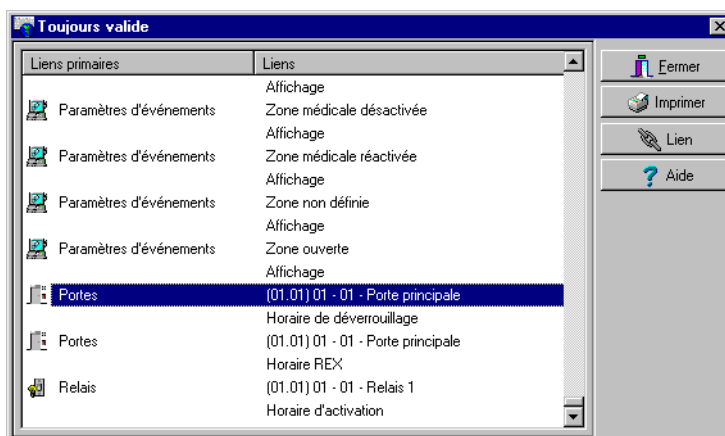 Toujours valide
Liens primaires Liens
Affichage
Paramètres d'événements Zone médicale désactivée
Affichage
Paramètres d'événements Zone médicale réactivée
Affichage
Paramètres d'événements Zone non définie
Affichage
Paramètres d'événements Zone ouverte
Affichage
Portes (01.01) 01 - 01 - Porte principale
Horaire de déverrouillage
Portes (01.01) 01 - 01 - Porte principale
Horaire REX
Relais (01.01) 01 - 01 - Relais 1
Horaire d'activation
Fermer
Imprimer
Lien
Aide